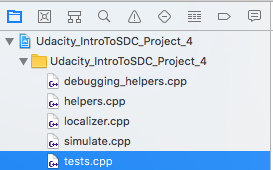 Udacity_IntroToSDC_Project_4
Udacity_IntroToSDC_Project_4
debugging_helpers.cpp
helpers.cpp
localizer.cpp
simulate.cpp
tests.cpp